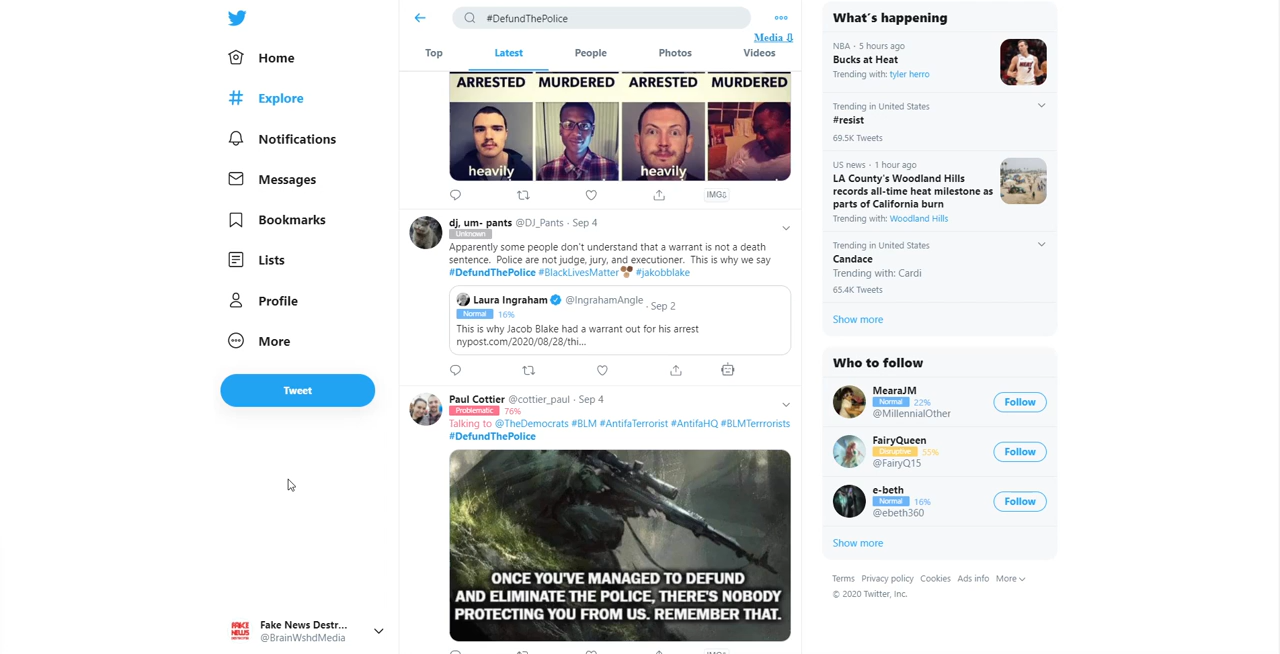 Home
Explore
Notifications
Messages
Bookmarks
Lists
Profile
More
Tweet
FAKE NEWS
Fake News Destr...
@BrainWshdMedia
#DefundThePolice
Media ⇩
Top Latest People Photos Videos
ARRESTED MURDERED ARRESTED MURDERED
heavily heavily
IMG⇩
dj, um- pants @DJ_Pants · Sep 4
Unknown
Apparently some people don't understand that a warrant is not a death
sentence. Police are not judge, jury, and executioner. This is why we say
#DefundThePolice #BlackLivesMatter #jakobblake
Laura Ingraham @IngrahamAngle · Sep 2
Normal 16%
This is why Jacob Blake had a warrant out for his arrest
nypost.com/2020/08/28/thi...
Paul Cottier @cottier_paul · Sep 4
Problematic 76%
Talking to @TheDemocrats #BLM #AntifaTerrorist #AntifaHQ #BLMTerrrorists
#DefundThePolice
ONCE YOU'VE MANAGED TO DEFUND
AND ELIMINATE THE POLICE, THERE'S NOBODY
PROTECTING YOU FROM US. REMEMBER THAT.
What's happening
NBA · 5 hours ago
Bucks at Heat
Trending with: tyler herro
Trending in United States
#resist
69.5K Tweets
US news · 1 hour ago
LA County's Woodland Hills
records all-time heat milestone as
parts of California burn
Trending with: Woodland Hills
Trending in United States
Candace
Trending with: Cardi
65.4K Tweets
Show more
Who to follow
MearaJM
Normal 22%
@MillennialOther
Follow
FairyQueen
Disruptive 55%
@FairyQ15
Follow
e-beth
Normal 16%
@ebeth360
Follow
Show more
Terms Privacy policy Cookies Ads info More
© 2020 Twitter, Inc.